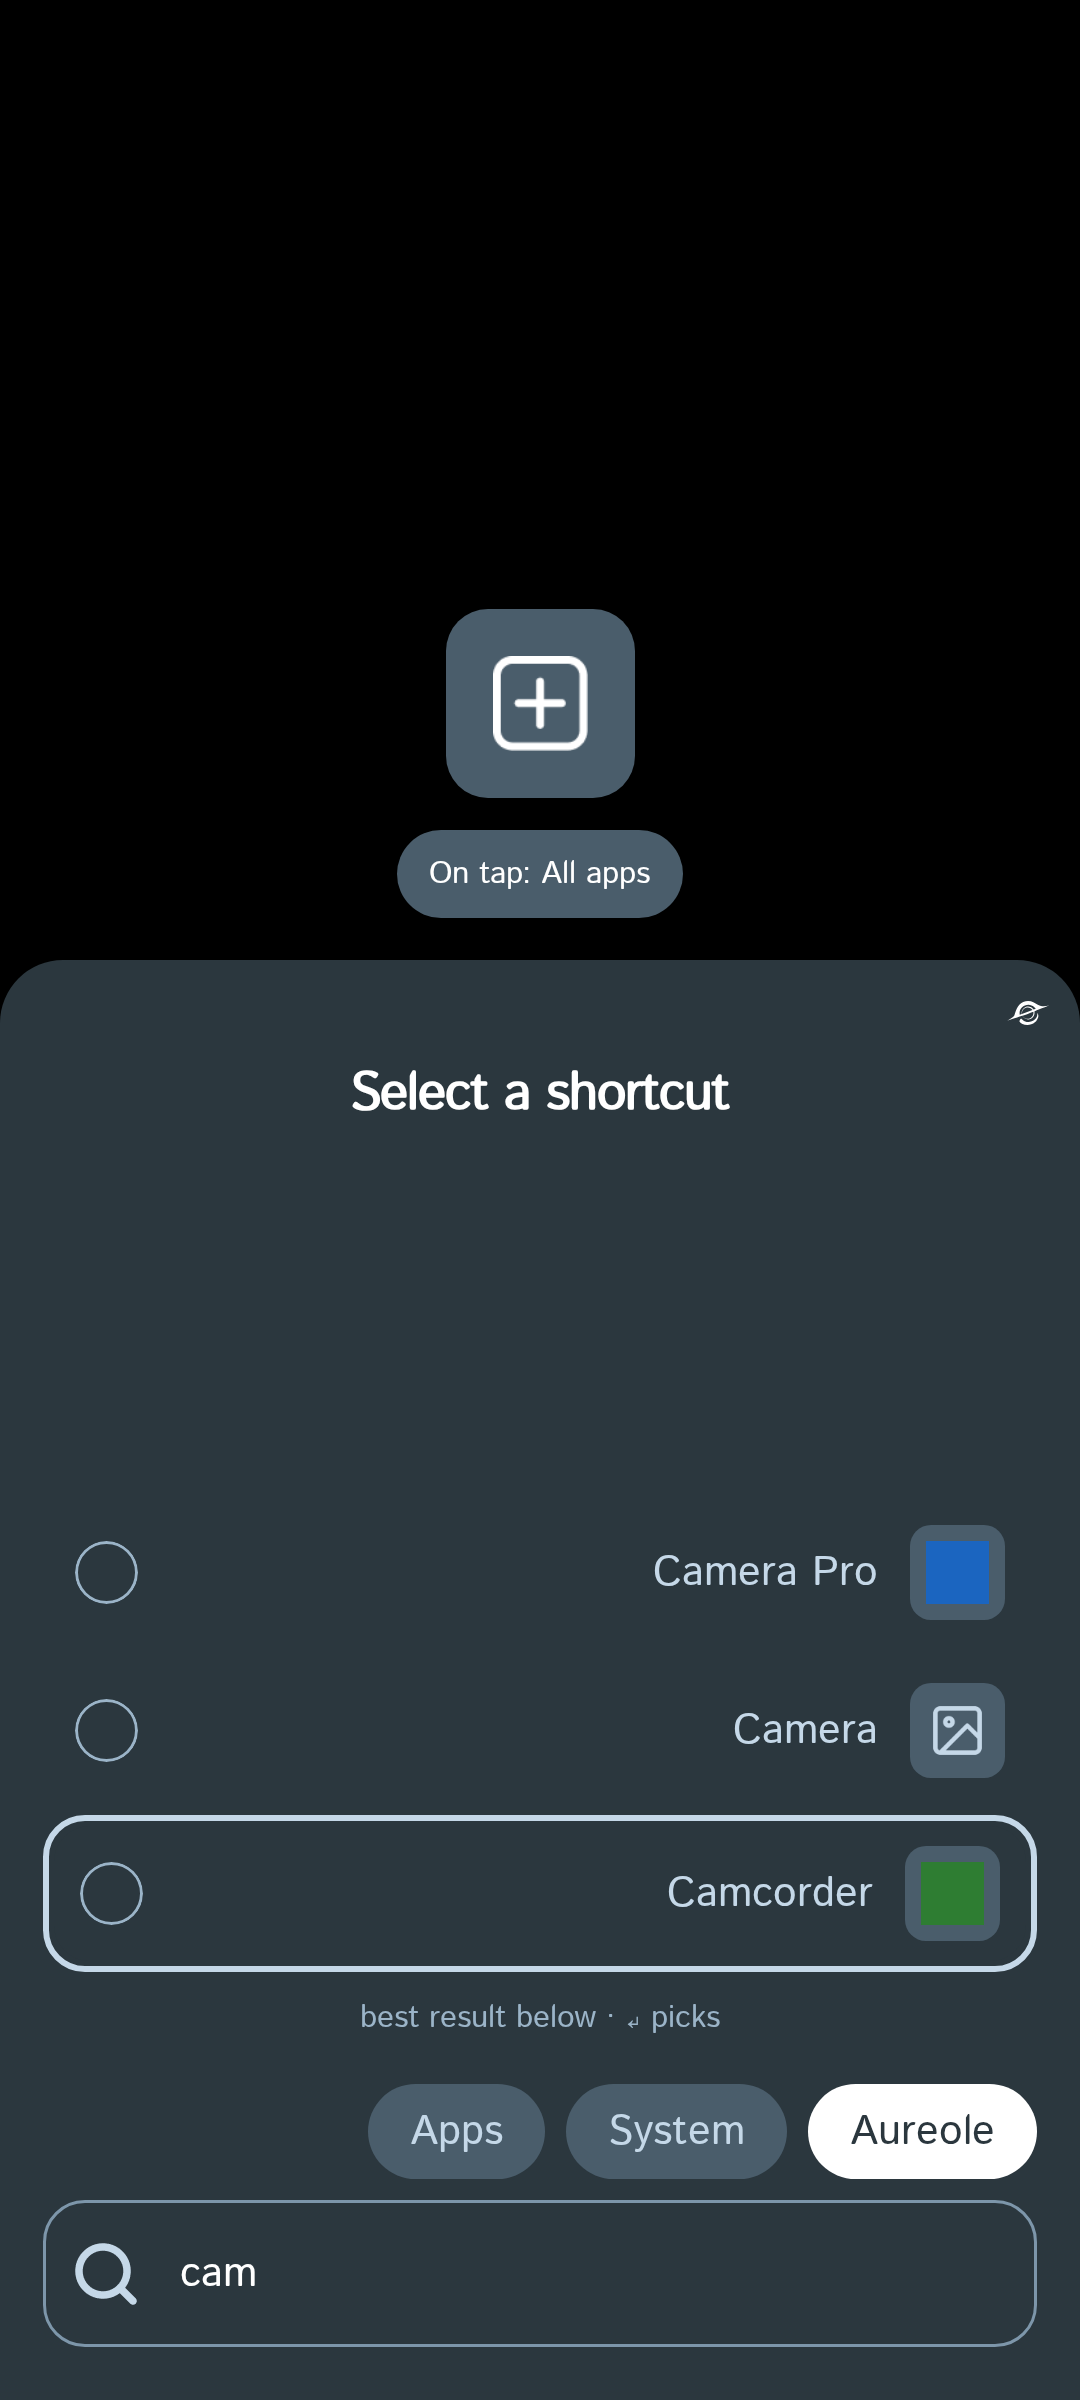 On tap: All apps
Select a shortcut
Camera Pro
Camera
Camcorder
best result below · ↲ picks
Apps System Aureole
cam